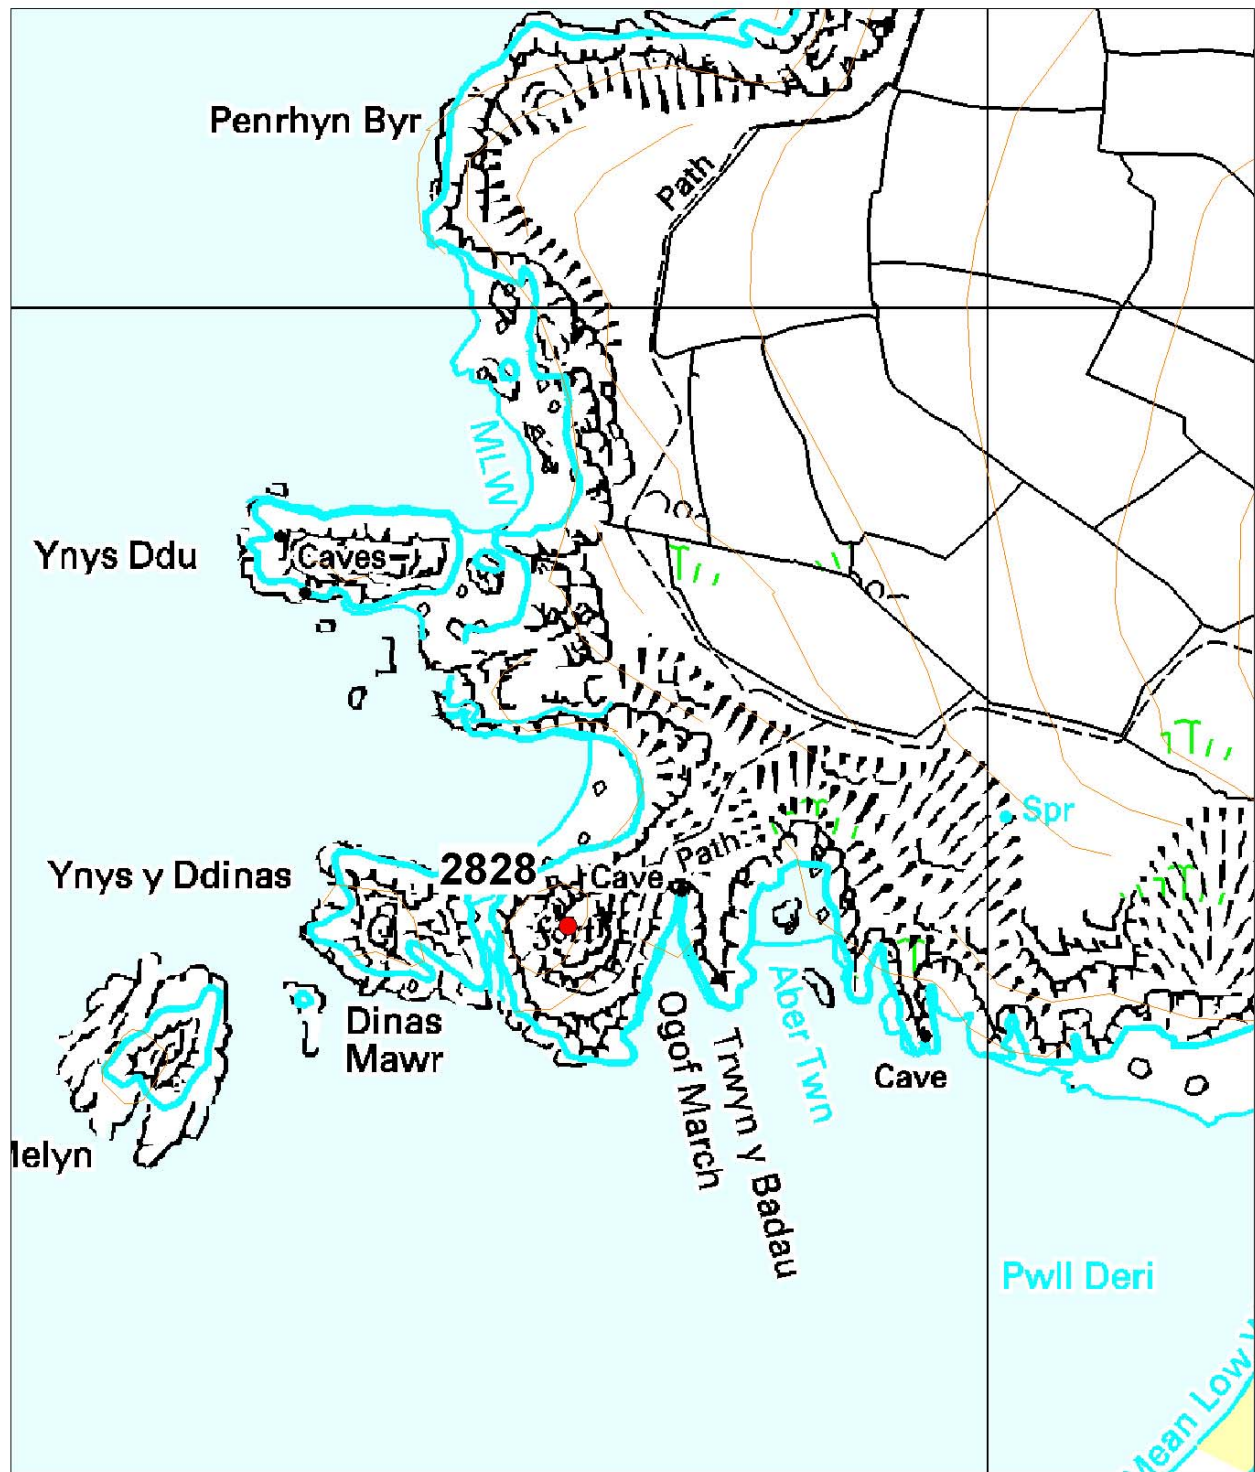 Penrhyn Byr
Path
MLW
Ynys Ddu
Caves
Spr
Path
2828
Cave
Ynys y Ddinas
Dinas
Mawr
Ogof March
Trwyn y Badau
Aber Twn
Cave
Pwll Deri
Mean Low